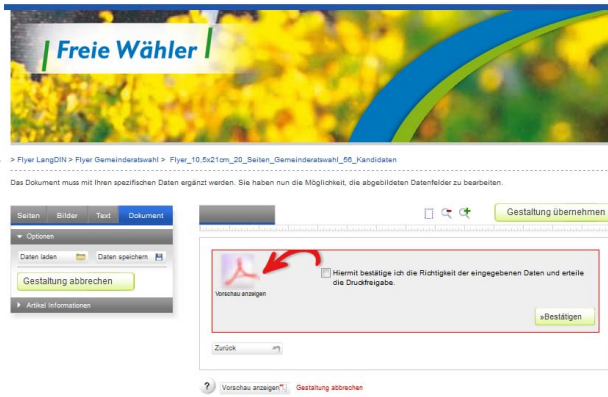 Freie Wähler
> Flyer LangDIN > Flyer Gemeinderatswahl > Flyer_10,5x21cm_20_Seiten_Gemeinderatswahl_56_Kandidaten
Das Dokument muss mit Ihren spezifischen Daten ergänzt werden. Sie haben nun die Möglichkeit, die abgebildeten Datenfelder zu bearbeiten.
Seiten Bilder Text Dokument
Gestaltung übernehmen
Optionen
Daten laden Daten speichern
Gestaltung abbrechen
Artikel Informationen
Hiermit bestätige ich die Richtigkeit der eingegebenen Daten und erteile
die Druckfreigabe.
Vorschau anzeigen
»Bestätigen
Zurück
? Vorschau anzeigen Gestaltung abbrechen